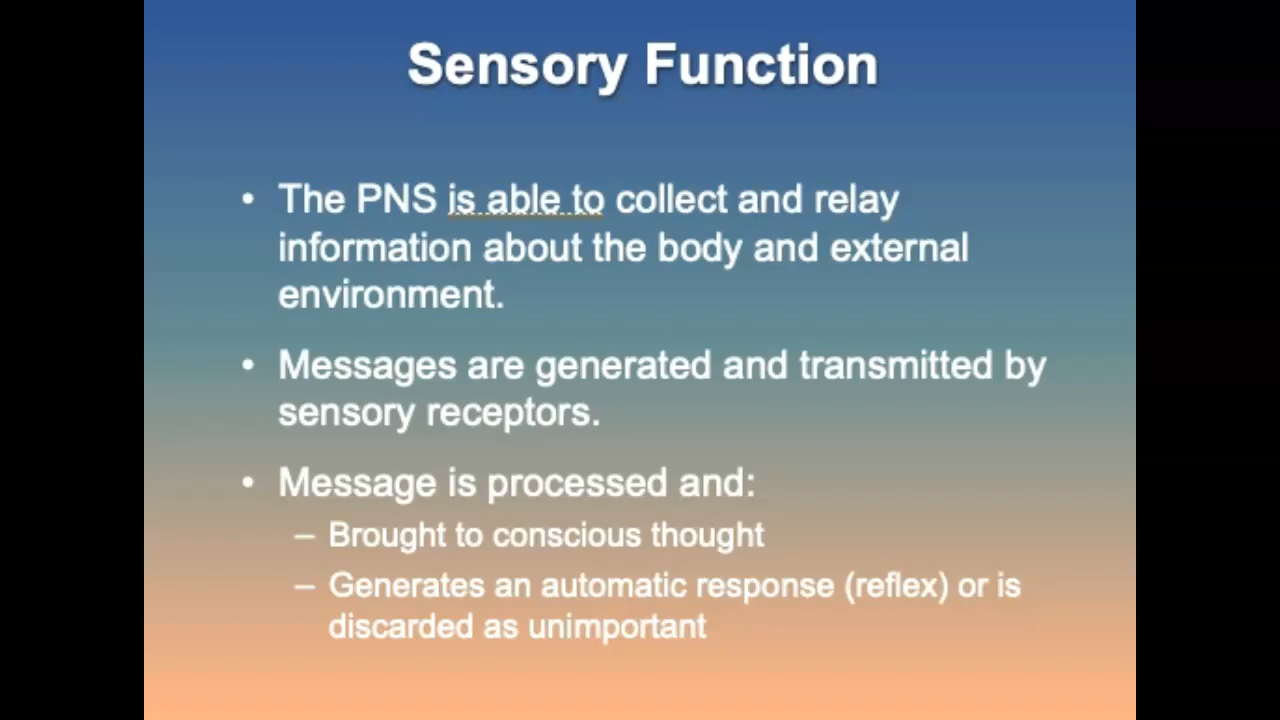 Sensory Function
• The PNS is able to collect and relay
information about the body and external
environment.
• Messages are generated and transmitted by
sensory receptors.
• Message is processed and:
– Brought to conscious thought
– Generates an automatic response (reflex) or is
discarded as unimportant